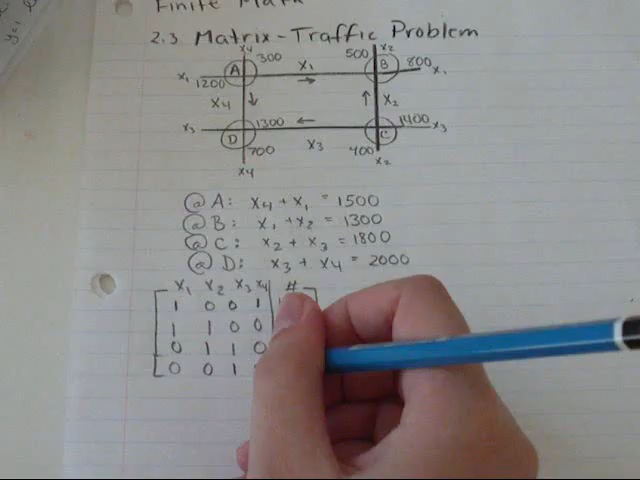 Finite Math
2.3 Matrix-Traffic Problem
x4 300 x1 500 x2
x1 A B 800 x1
1200
x4 x2
x3 1300 1400 x3
D C
700 x3 400
x4 x2
@ A: x4 + x1 = 1500
@ B: x1 + x2 = 1300
@ C: x2 + x3 = 1800
@ D: x3 + x4 = 2000
x1 x2 x3 x4 #
1 0 0 1
1 1 0 0
0 1 1 0
0 0 1